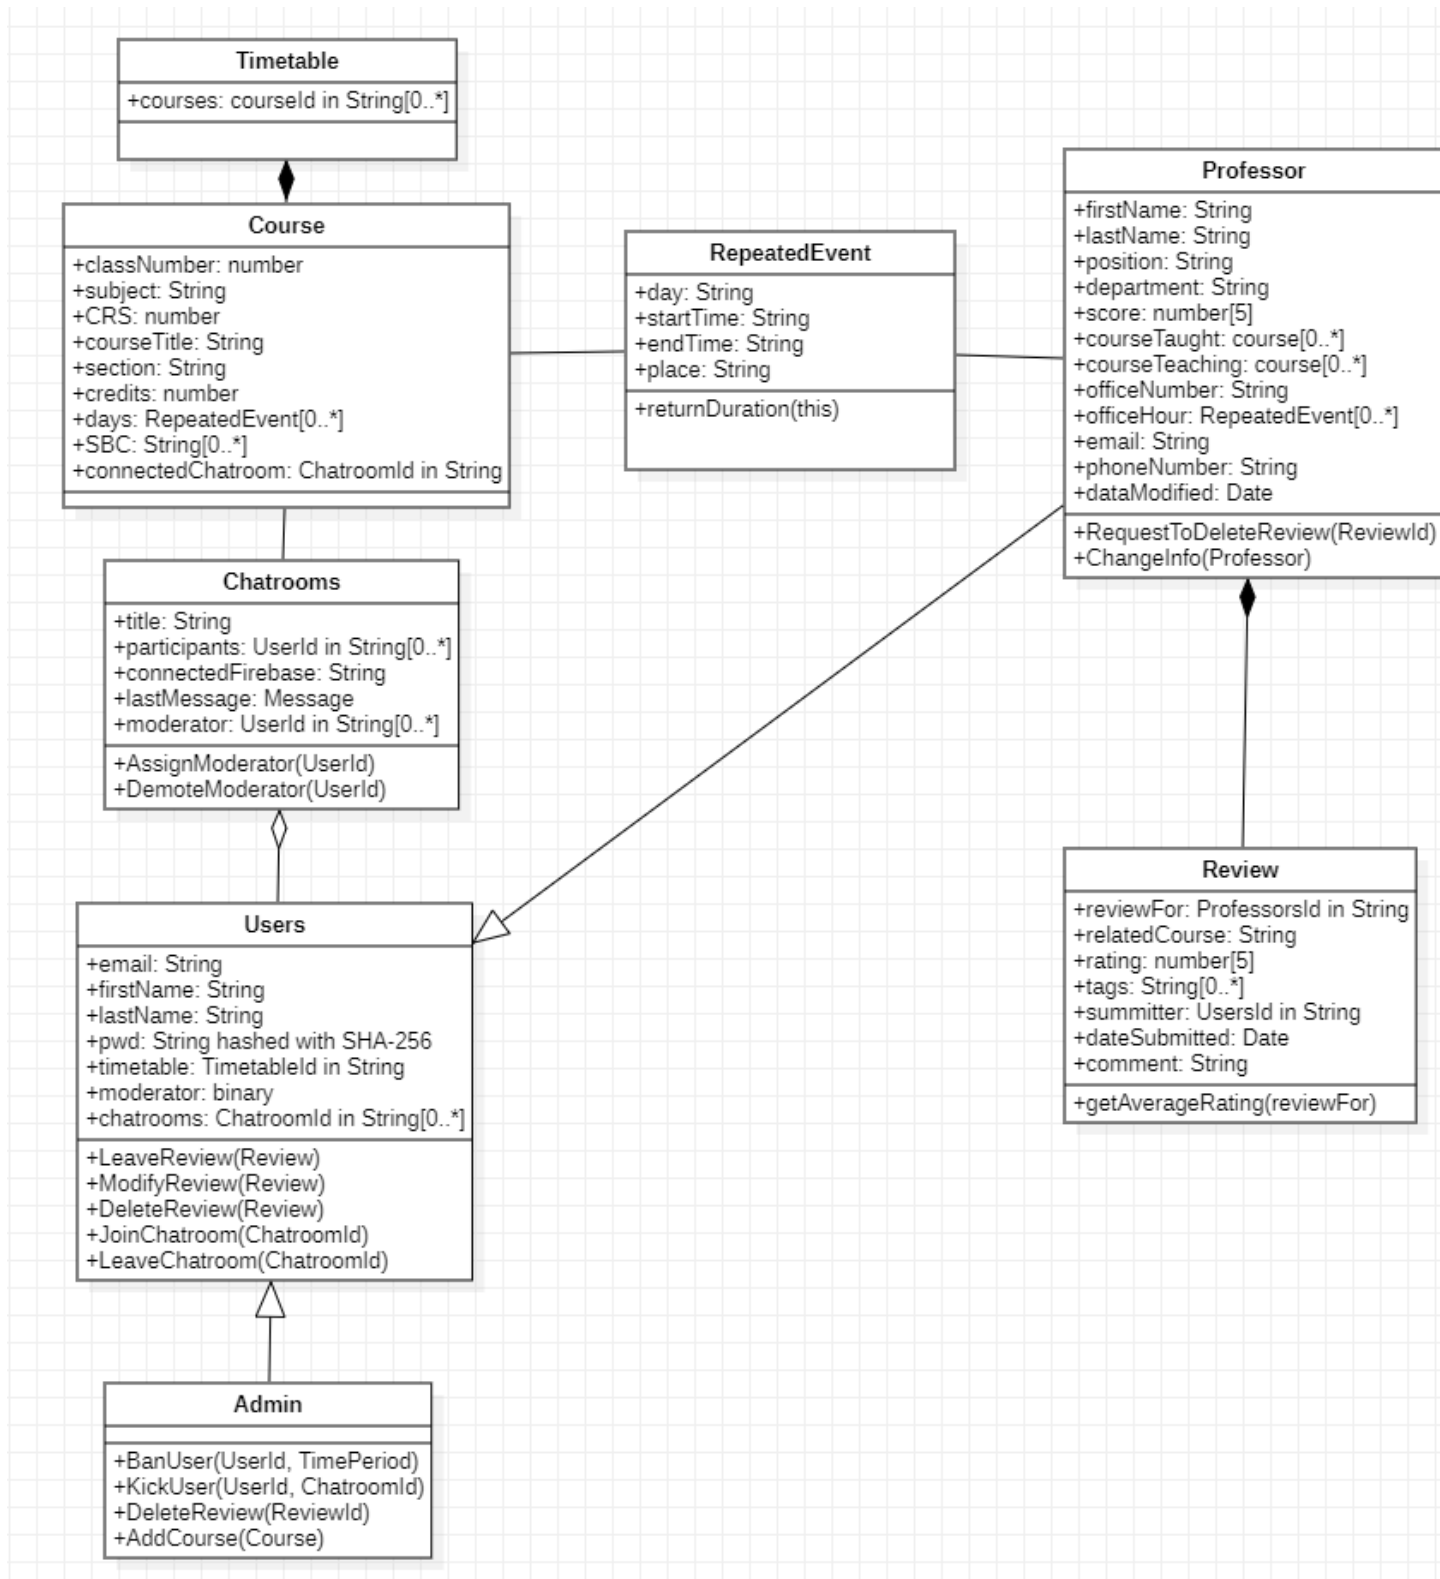 Timetable
+courses: courseId in String[0..*]
Course
+classNumber: number
+subject: String
+CRS: number
+courseTitle: String
+section: String
+credits: number
+days: RepeatedEvent[0..*]
+SBC: String[0..*]
+connectedChatroom: ChatroomId in String
RepeatedEvent
+day: String
+startTime: String
+endTime: String
+place: String
+returnDuration(this)
Professor
+firstName: String
+lastName: String
+position: String
+department: String
+score: number[5]
+courseTaught: course[0..*]
+courseTeaching: course[0..*]
+officeNumber: String
+officeHour: RepeatedEvent[0..*]
+email: String
+phoneNumber: String
+dataModified: Date
+RequestToDeleteReview(ReviewId)
+ChangeInfo(Professor)
Chatrooms
+title: String
+participants: UserId in String[0..*]
+connectedFirebase: String
+lastMessage: Message
+moderator: UserId in String[0..*]
+AssignModerator(UserId)
+DemoteModerator(UserId)
Users
+email: String
+firstName: String
+lastName: String
+pwd: String hashed with SHA-256
+timetable: TimetableId in String
+moderator: binary
+chatrooms: ChatroomId in String[0..*]
+LeaveReview(Review)
+ModifyReview(Review)
+DeleteReview(Review)
+JoinChatroom(ChatroomId)
+LeaveChatroom(ChatroomId)
Review
+reviewFor: ProfessorsId in String
+relatedCourse: String
+rating: number[5]
+tags: String[0..*]
+summitter: UsersId in String
+dateSubmitted: Date
+comment: String
+getAverageRating(reviewFor)
Admin
+BanUser(UserId, TimePeriod)
+KickUser(UserId, ChatroomId)
+DeleteReview(ReviewId)
+AddCourse(Course)